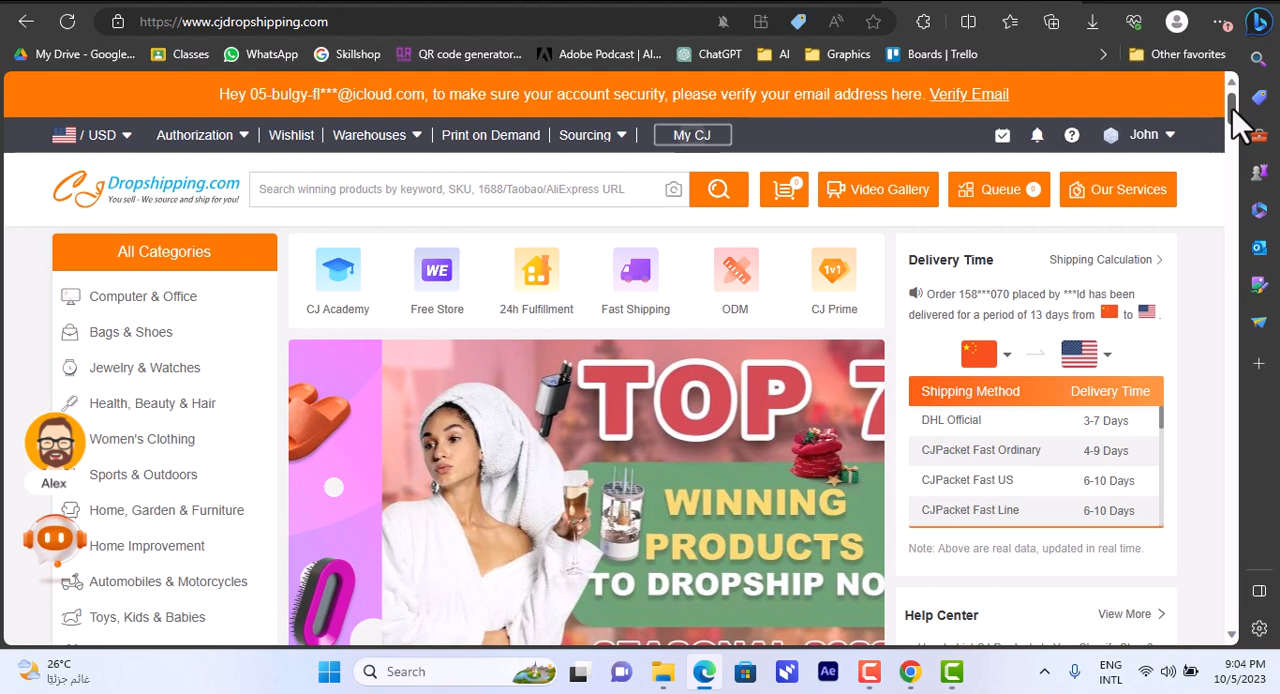 https://www.cjdropshipping.com
My Drive - Google...
Classes
WhatsApp
Skillshop
QR code generator...
Adobe Podcast | Al...
ChatGPT
AI
Graphics
Boards | Trello
Other favorites
Hey 05-bulgy-fl***@icloud.com, to make sure your account security, please verify your email address here. Verify Email
/ USD
Authorization
Wishlist
Warehouses
Print on Demand
Sourcing
My CJ
John
CJ Dropshipping.com
You sell - We source and ship for you!
Search winning products by keyword, SKU, 1688/Taobao/AliExpress URL
0
Video Gallery
Queue 0
Our Services
All Categories
Computer & Office
Bags & Shoes
Jewelry & Watches
Health, Beauty & Hair
Women's Clothing
Sports & Outdoors
Home, Garden & Furniture
Home Improvement
Automobiles & Motorcycles
Toys, Kids & Babies
Alex
WE
1v1
CJ Academy
Free Store
24h Fulfillment
Fast Shipping
ODM
CJ Prime
TOP 7
WINNING
PRODUCTS
TO DROPSHIP NO
Delivery Time
Shipping Calculation
Order 158***070 placed by ***ld has been
delivered for a period of 13 days from to .
Shipping Method Delivery Time
DHL Official 3-7 Days
CJPacket Fast Ordinary 4-9 Days
CJPacket Fast US 6-10 Days
CJPacket Fast Line 6-10 Days
Note: Above are real data, updated in real time.
Help Center
View More
26°C
غائم جزئيًا
Search
Ae
ENG
INTL
9:04 PM
10/5/2023